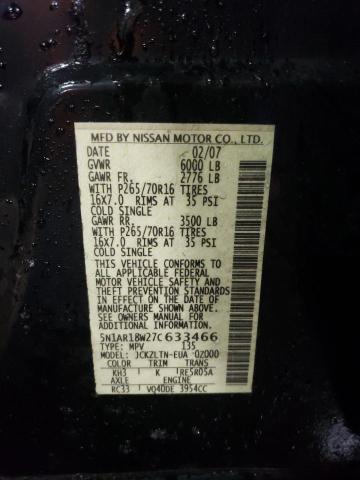 MFD BY NISSAN MOTOR CO., LTD.
02/07
GVWR 6000 LB
GAWR FR. 2776 LB
WITH P265/70R16 TIRES
16X7.0 RIMS AT 35 PSI
COLD SINGLE
GAWR RR. 3500 LB
WITH P265/70R16 TIRES
16X7.0 RIMS AT 35 PSI
COLD SINGLE
THIS VEHICLE CONFORMS TO
ALL APPLICABLE FEDERAL
MOTOR VEHICLE SAFETY AND
THEFT PREVENTION STANDARDS
IN EFFECT ON THE DATE OF
MANUFACTURE SHOWN ABOVE.
SEE OWNERS MANUAL FOR
ADDITIONAL INFORMATION
5N1AR18W27C633466
TYPE: MPV 135
MODEL: JCKZLTN-EUA 0Z000
COLOR TRIM TRANS
KH3 K RE5R05A
AXLE ENGINE
RC33 VQ40DE 3954CC